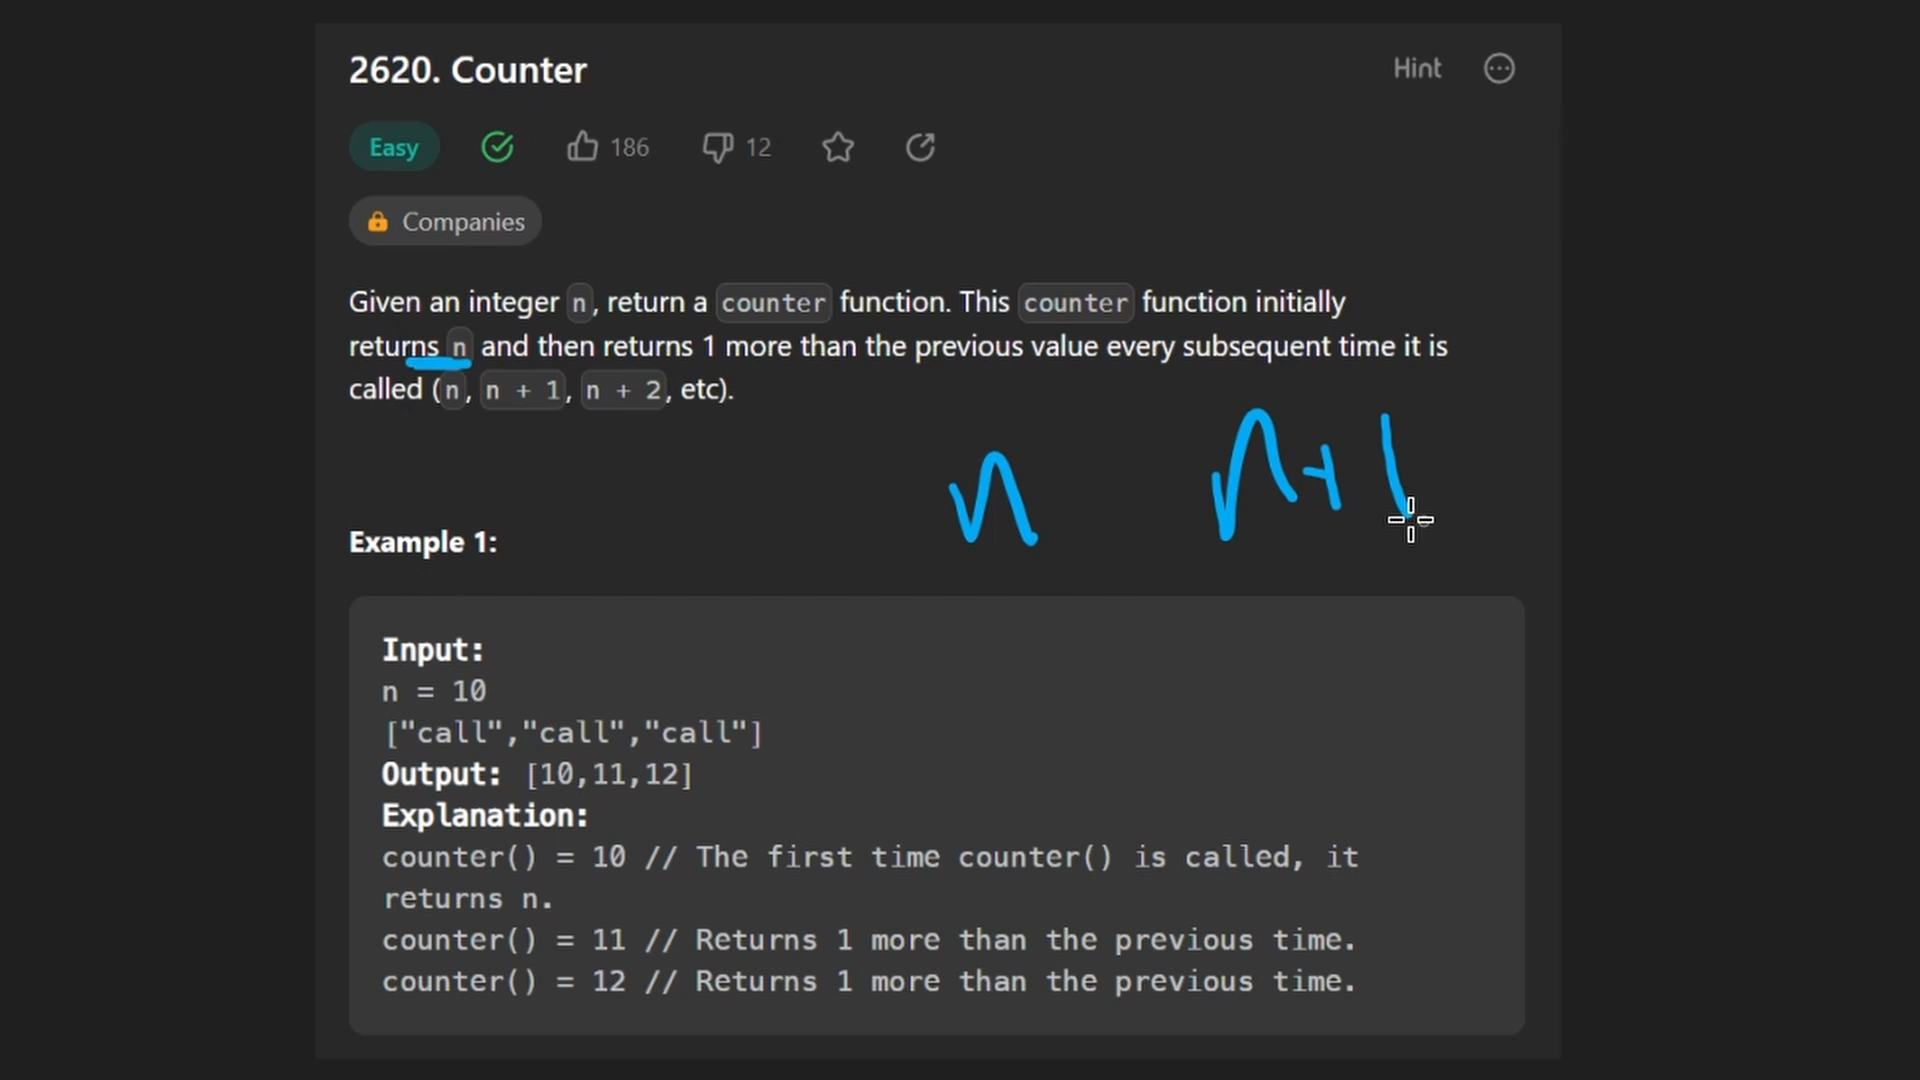 2620. Counter
Hint
Easy
186
12
Companies
Given an integer n, return a counter function. This counter function initially
returns n and then returns 1 more than the previous value every subsequent time it is
called (n, n + 1, n + 2, etc).
n n+1
Example 1:
Input:
n = 10
["call","call","call"]
Output: [10,11,12]
Explanation:
counter() = 10 // The first time counter() is called, it
returns n.
counter() = 11 // Returns 1 more than the previous time.
counter() = 12 // Returns 1 more than the previous time.